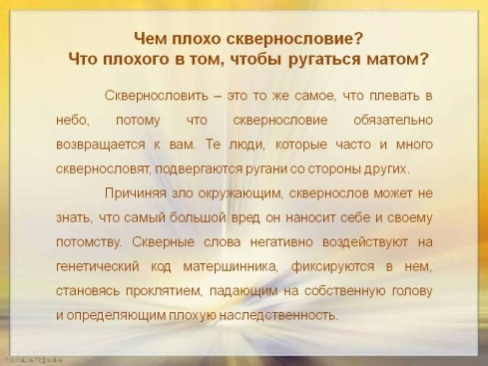 Чем плохо сквернословие?
Что плохого в том, чтобы ругаться матом?
Сквернословить – это то же самое, что плевать в
небо, потому что сквернословие обязательно
возвращается к вам. Те люди, которые часто и много
сквернословят, подвергаются ругани со стороны других.
Причиняя зло окружающим, сквернослов может не
знать, что самый большой вред он наносит себе и своему
потомству. Скверные слова негативно воздействуют на
генетический код матершинника, фиксируются в нем,
становясь проклятием, падающим на собственную голову
и определяющим плохую наследственность.